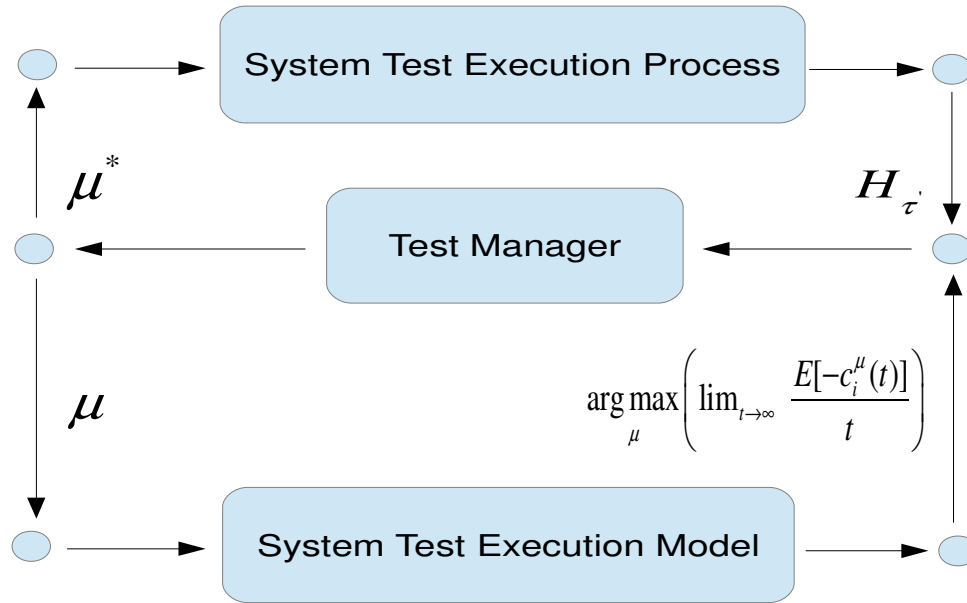 System Test Execution Process
μ*
H_τ'
Test Manager
μ
arg max_μ ( lim_{t→∞} E[-c_i^μ(t)] / t )
System Test Execution Model